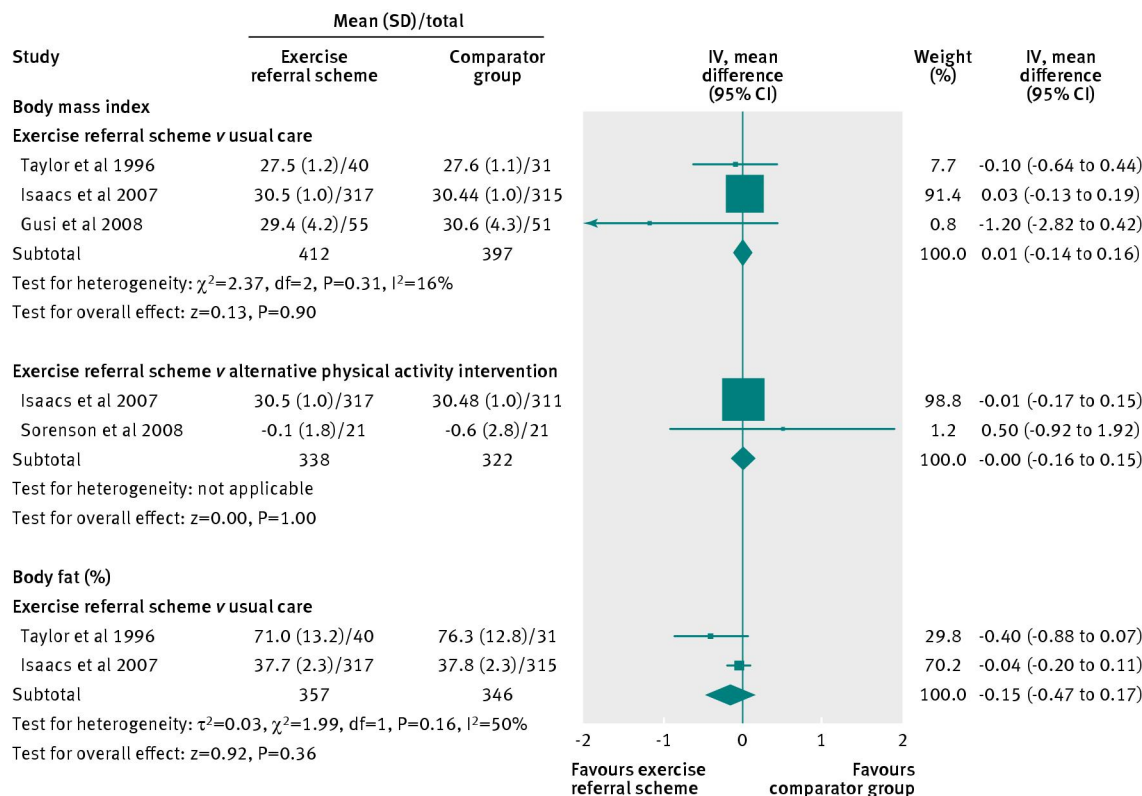 Mean (SD)/total
Study Exercise referral scheme Comparator group IV, mean difference (95% CI) Weight (%) IV, mean difference (95% CI)
Body mass index
Exercise referral scheme v usual care
Taylor et al 1996 27.5 (1.2)/40 27.6 (1.1)/31 7.7 -0.10 (-0.64 to 0.44)
Isaacs et al 2007 30.5 (1.0)/317 30.44 (1.0)/315 91.4 0.03 (-0.13 to 0.19)
Gusi et al 2008 29.4 (4.2)/55 30.6 (4.3)/51 0.8 -1.20 (-2.82 to 0.42)
Subtotal 412 397 100.0 0.01 (-0.14 to 0.16)
Test for heterogeneity: χ²=2.37, df=2, P=0.31, I²=16%
Test for overall effect: z=0.13, P=0.90
Exercise referral scheme v alternative physical activity intervention
Isaacs et al 2007 30.5 (1.0)/317 30.48 (1.0)/311 98.8 -0.01 (-0.17 to 0.15)
Sorenson et al 2008 -0.1 (1.8)/21 -0.6 (2.8)/21 1.2 0.50 (-0.92 to 1.92)
Subtotal 338 322 100.0 -0.00 (-0.16 to 0.15)
Test for heterogeneity: not applicable
Test for overall effect: z=0.00, P=1.00
Body fat (%)
Exercise referral scheme v usual care
Taylor et al 1996 71.0 (13.2)/40 76.3 (12.8)/31 29.8 -0.40 (-0.88 to 0.07)
Isaacs et al 2007 37.7 (2.3)/317 37.8 (2.3)/315 70.2 -0.04 (-0.20 to 0.11)
Subtotal 357 346 100.0 -0.15 (-0.47 to 0.17)
Test for heterogeneity: τ²=0.03, χ²=1.99, df=1, P=0.16, I²=50%
Test for overall effect: z=0.92, P=0.36
-2 -1 0 1 2
Favours exercise referral scheme Favours comparator group